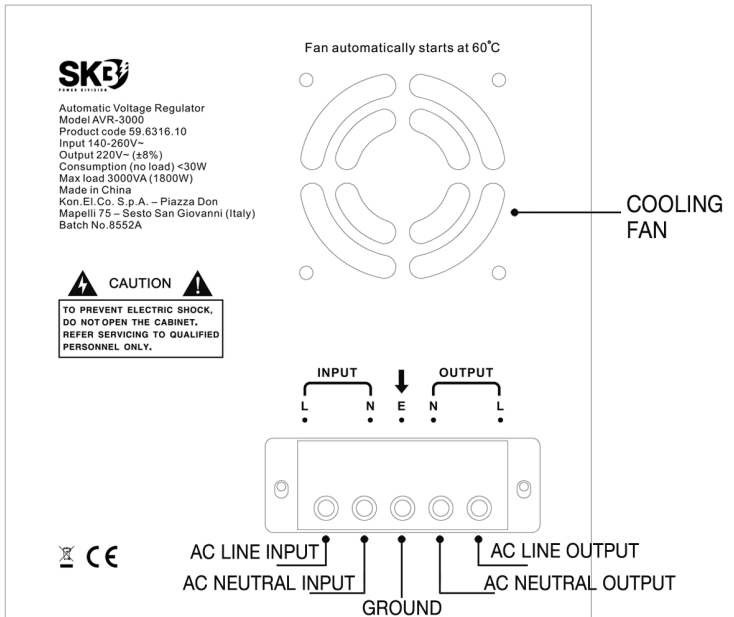 Fan automatically starts at 60°C
SKB
POWER DIVISION
Automatic Voltage Regulator
Model AVR-3000
Product code 59.6316.10
Input 140-260V~
Output 220V~ (±8%)
Consumption (no load) <30W
Max load 3000VA (1800W)
Made in China
Kon.El.Co. S.p.A. – Piazza Don
Mapelli 75 – Sesto San Giovanni (Italy)
Batch No.8552A
COOLING
FAN
CAUTION
TO PREVENT ELECTRIC SHOCK,
DO NOT OPEN THE CABINET.
REFER SERVICING TO QUALIFIED
PERSONNEL ONLY.
INPUT OUTPUT
L N E N L
CE
AC LINE INPUT AC LINE OUTPUT
AC NEUTRAL INPUT AC NEUTRAL OUTPUT
GROUND